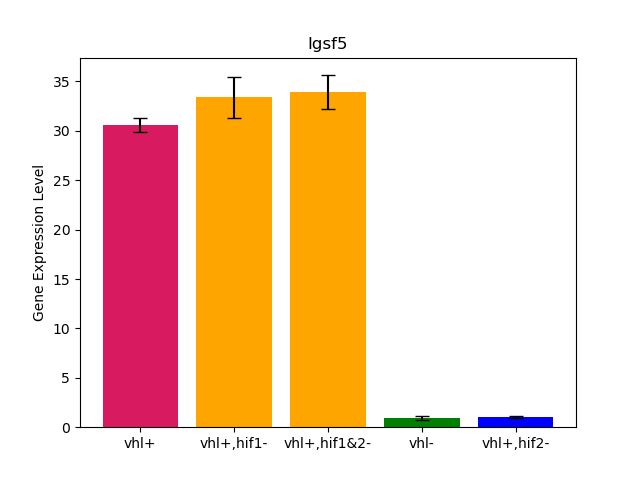 Igsf5
Gene Expression Level
35
30
25
20
15
10
5
0
vhl+
vhl+,hif1-
vhl+,hif1&2-
vhl-
vhl+,hif2-